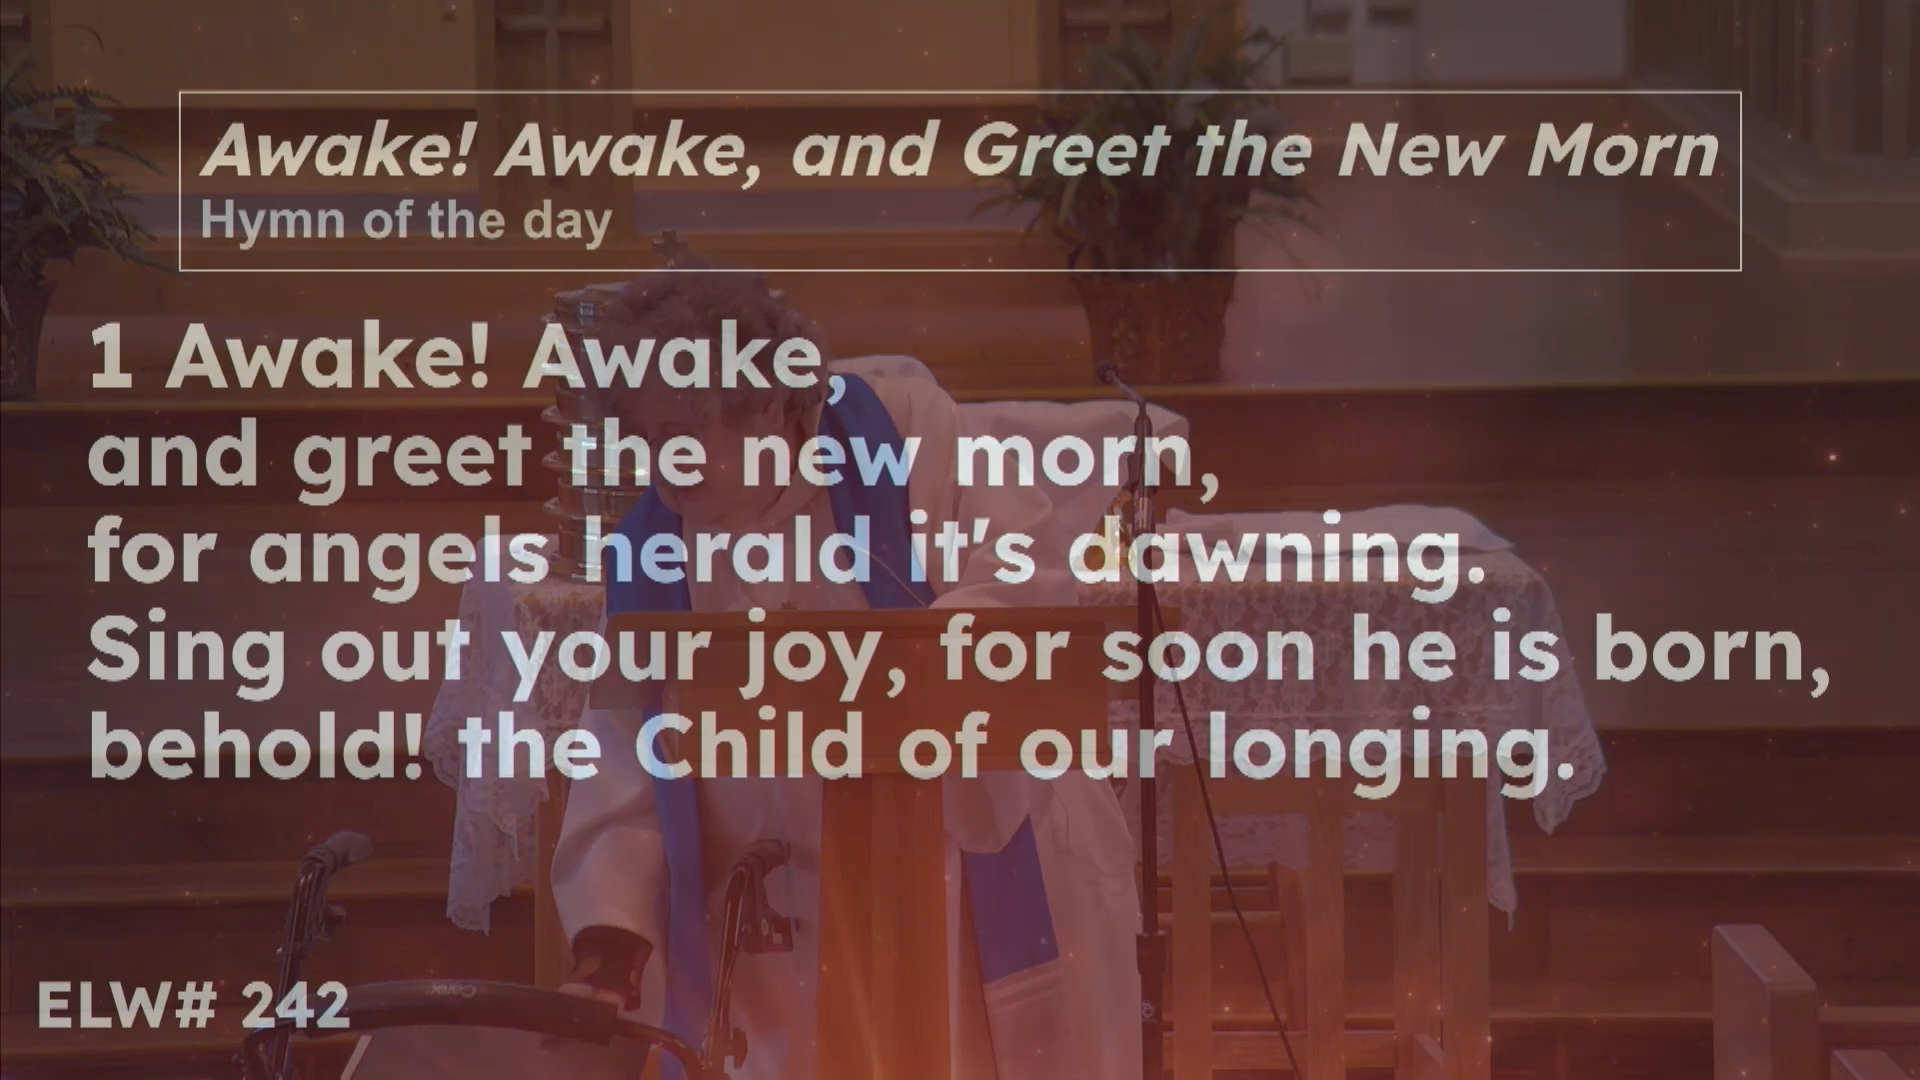 Awake! Awake, and Greet the New Morn
Hymn of the day
1 Awake! Awake,
and greet the new morn,
for angels herald it's dawning.
Sing out your joy, for soon he is born,
behold! the Child of our longing.
ELW# 242
Carex